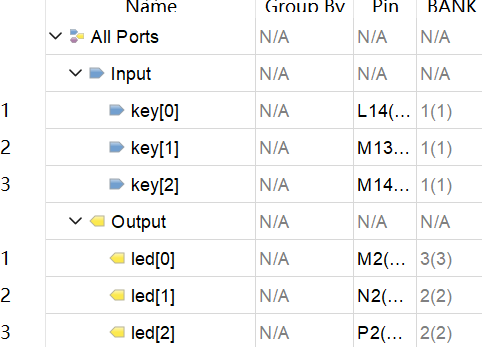 Name Group By Pin BANK
All Ports N/A N/A N/A
Input N/A N/A N/A
1 key[0] N/A L14(... 1(1)
2 key[1] N/A M13... 1(1)
3 key[2] N/A M14... 1(1)
Output N/A N/A N/A
1 led[0] N/A M2(... 3(3)
2 led[1] N/A N2(... 2(2)
3 led[2] N/A P2(... 2(2)